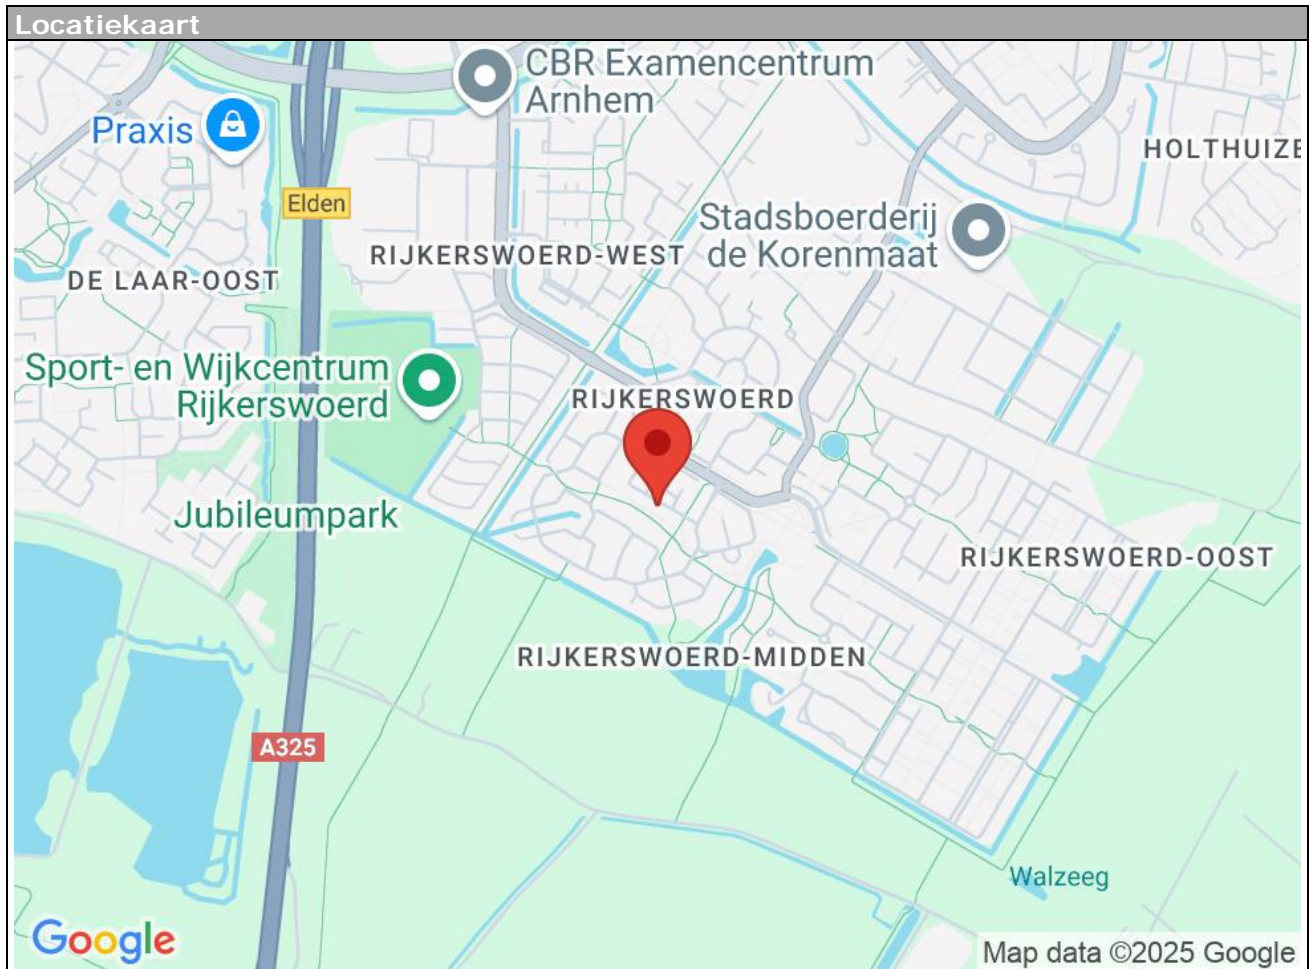 Locatiekaart
CBR Examencentrum
Arnhem
Praxis
HOLTHUIZE
Elden
Stadsboerderij
de Korenmaat
RIJKERSWOERD-WEST
DE LAAR-OOST
Sport- en Wijkcentrum
Rijkerswoerd
RIJKERSWOERD
Jubileumpark
RIJKERSWOERD-OOST
RIJKERSWOERD-MIDDEN
A325
Walzeeg
Google
Map data ©2025 Google